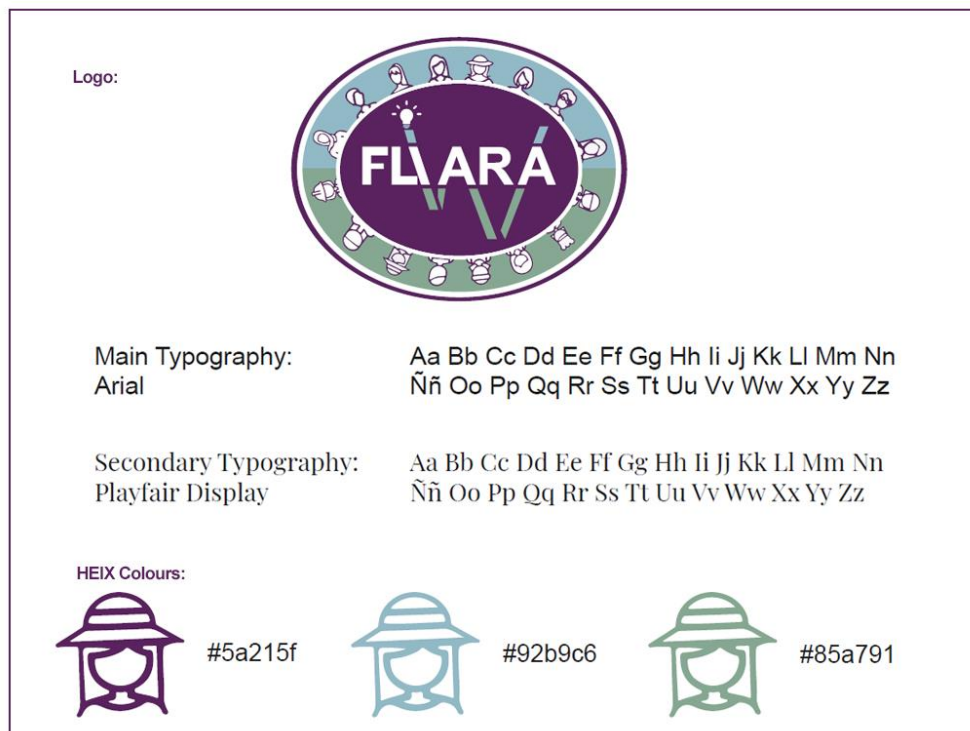 Logo:
FLIARA
Main Typography:
Arial
Aa Bb Cc Dd Ee Ff Gg Hh Ii Jj Kk Ll Mm Nn
Ññ Oo Pp Qq Rr Ss Tt Uu Vv Ww Xx Yy Zz
Secondary Typography:
Playfair Display
Aa Bb Cc Dd Ee Ff Gg Hh Ii Jj Kk Ll Mm Nn
Ññ Oo Pp Qq Rr Ss Tt Uu Vv Ww Xx Yy Zz
HEIX Colours:
#5a215f
#92b9c6
#85a791